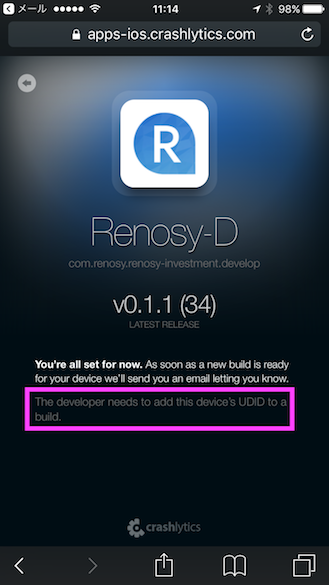 メール 11:14 98%
apps-ios.crashlytics.com
R
Renosy-D
com.renosy.renosy-investment.develop
v0.1.1 (34)
LATEST RELEASE
You're all set for now. As soon as a new build is ready
for your device we'll send you an email letting you know.
The developer needs to add this device's UDID to a
build.
crashlytics